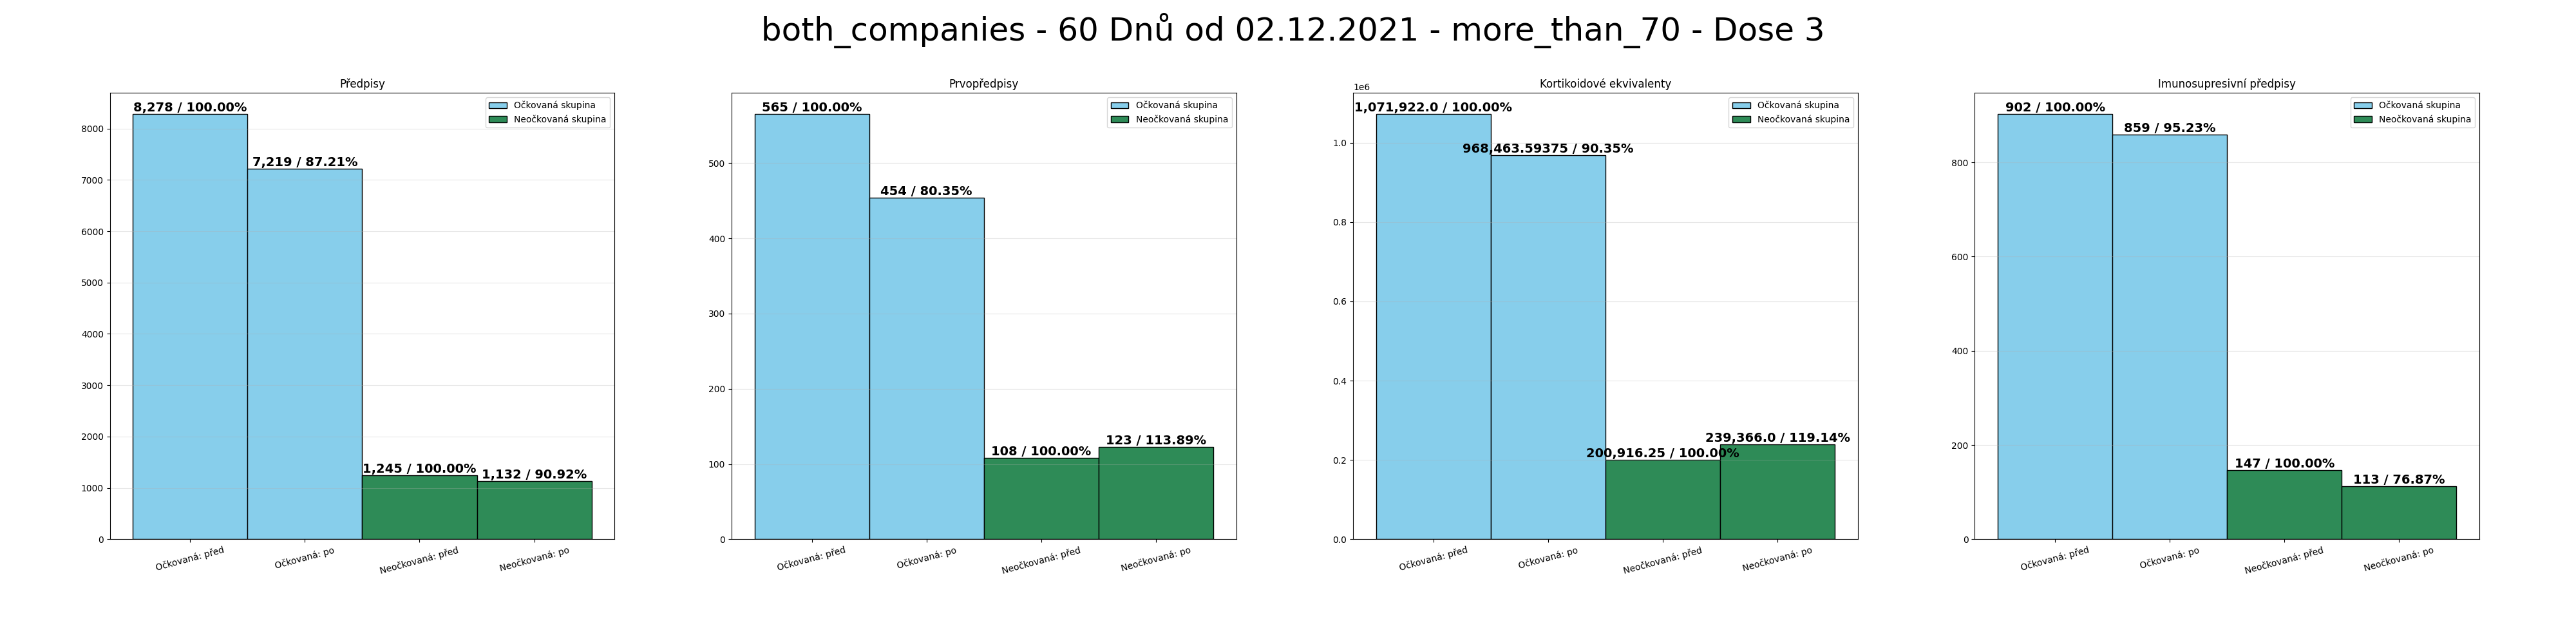 both_companies - 60 Dnů od 02.12.2021 - more_than_70 - Dose 3
Předpisy
8,278 / 100.00%
7,219 / 87.21%
1,245 / 100.00%
1,132 / 90.92%
Očkovaná skupina
Neočkovaná skupina
8000
7000
6000
5000
4000
3000
2000
1000
0
Očkovaná: před
Očkovaná: po
Neočkovaná: před
Neočkovaná: po
Prvopředpisy
565 / 100.00%
454 / 80.35%
108 / 100.00%
123 / 113.89%
Očkovaná skupina
Neočkovaná skupina
500
400
300
200
100
0
Očkovaná: před
Očkovaná: po
Neočkovaná: před
Neočkovaná: po
Kortikoidové ekvivalenty
1e6
1,071,922.0 / 100.00%
968,463.59375 / 90.35%
200,916.25 / 100.00%
239,366.0 / 119.14%
Očkovaná skupina
Neočkovaná skupina
1.0
0.8
0.6
0.4
0.2
0.0
Očkovaná: před
Očkovaná: po
Neočkovaná: před
Neočkovaná: po
Imunosupresivní předpisy
902 / 100.00%
859 / 95.23%
147 / 100.00%
113 / 76.87%
Očkovaná skupina
Neočkovaná skupina
800
600
400
200
0
Očkovaná: před
Očkovaná: po
Neočkovaná: před
Neočkovaná: po